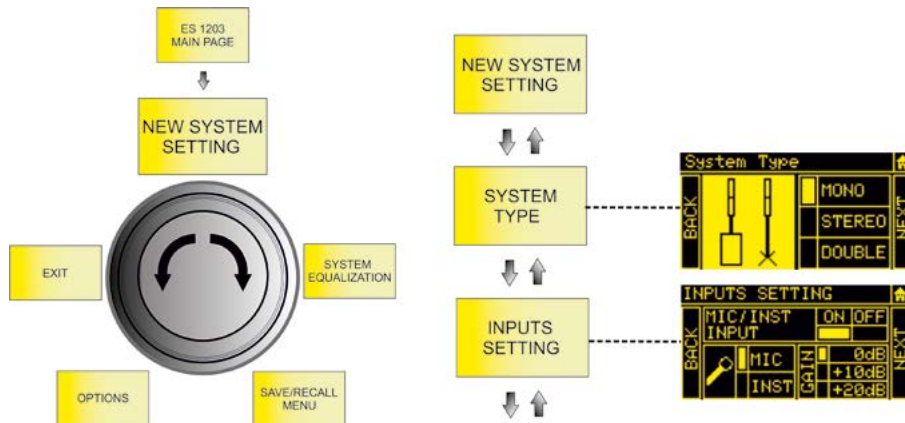 ES 1203
MAIN PAGE
NEW SYSTEM
SETTING
EXIT
SYSTEM
EQUALIZATION
OPTIONS
SAVE/RECALL
MENU
NEW SYSTEM
SETTING
SYSTEM
TYPE
INPUTS
SETTING
System Type
BACK
MONO
STEREO
DOUBLE
NEXT
INPUTS SETTING
BACK
MIC/INST
INPUT
ON OFF
MIC
INST
GAIN
0dB
+10dB
+20dB
NEXT